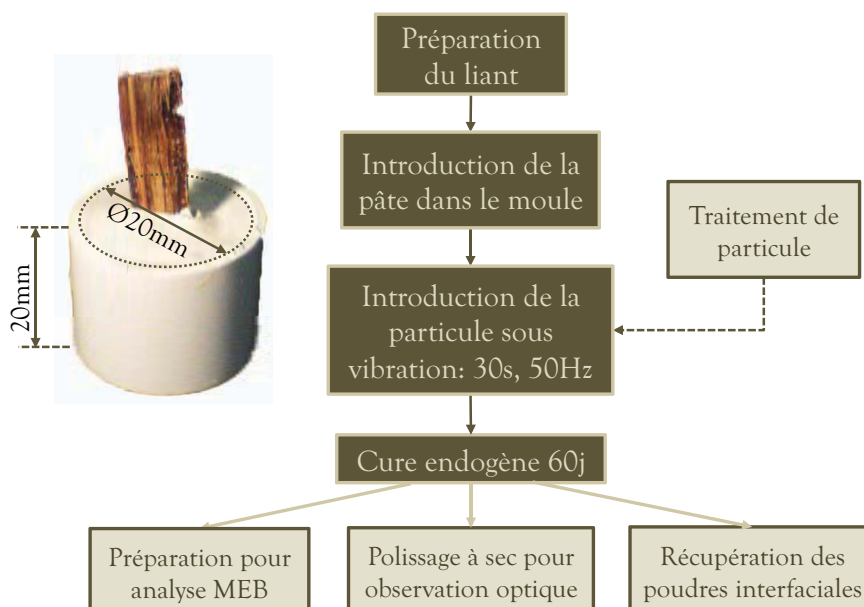 Préparation
du liant
Introduction de la
pâte dans le moule
Traitement de
particule
Ø20mm
20mm
Introduction de la
particule sous
vibration: 30s, 50Hz
Cure endogène 60j
Préparation pour
analyse MEB
Polissage à sec pour
observation optique
Récupération des
poudres interfaciales